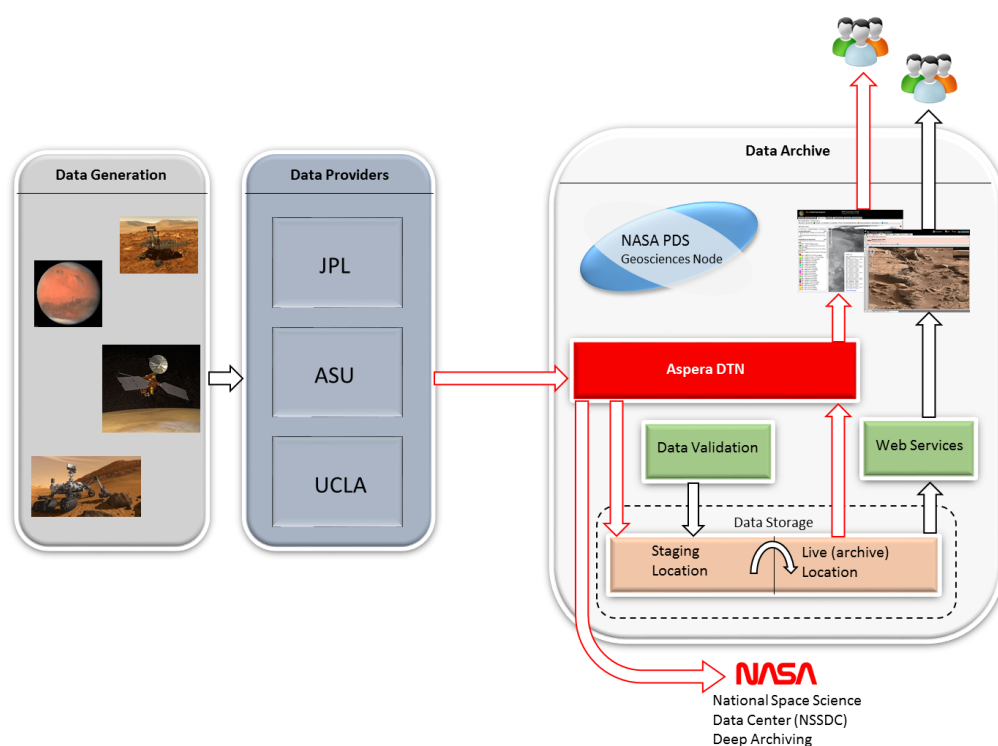 Data Generation
Data Providers
JPL
ASU
UCLA
Data Archive
NASA PDS
Geosciences Node
Aspera DTN
Data Validation
Web Services
Data Storage
Staging
Location
Live (archive)
Location
NASA
National Space Science
Data Center (NSSDC)
Deep Archiving